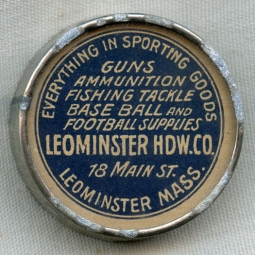 EVERYTHING IN SPORTING GOODS
GUNS
AMMUNITION
FISHING TACKLE
BASE BALL AND
FOOTBALL SUPPLIES
LEOMINSTER HDW. CO.
18 MAIN ST.
LEOMINSTER MASS.